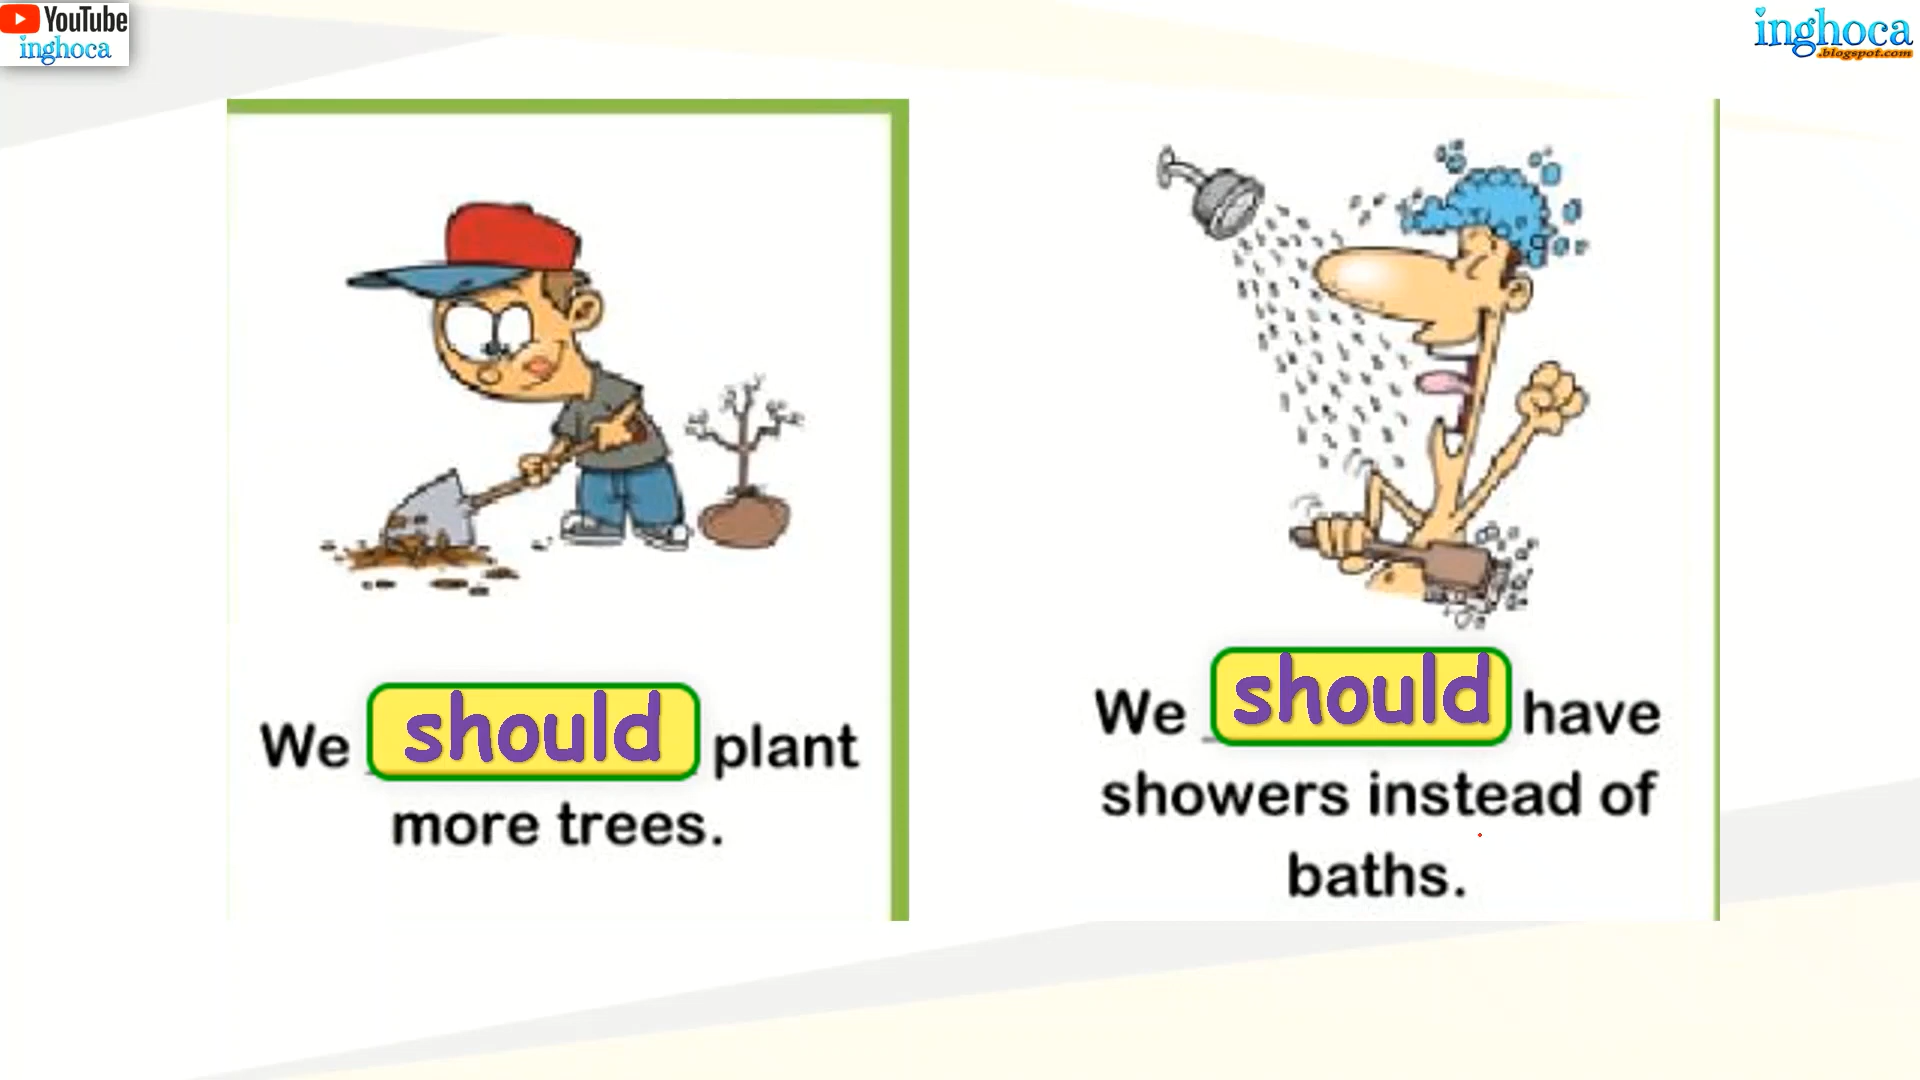 YouTube
inghoca
inghoca
.blogspot.com
We should plant
more trees.
We should have
showers instead of
baths.